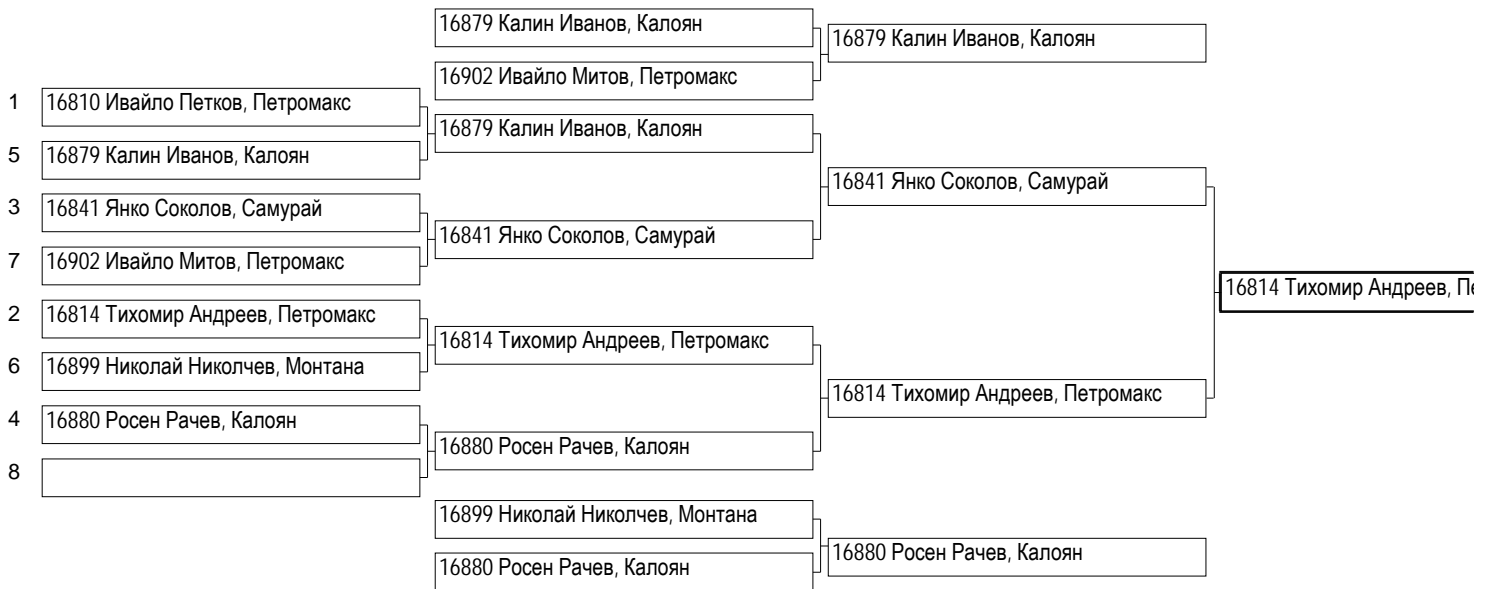 16879 Калин Иванов, Калоян
16879 Калин Иванов, Калоян
16902 Ивайло Митов, Петромакс
1 16810 Ивайло Петков, Петромакс
16879 Калин Иванов, Калоян
5 16879 Калин Иванов, Калоян
16841 Янко Соколов, Самурай
3 16841 Янко Соколов, Самурай
16841 Янко Соколов, Самурай
7 16902 Ивайло Митов, Петромакс
16814 Тихомир Андреев,
2 16814 Тихомир Андреев, Петромакс
16814 Тихомир Андреев, Петромакс
6 16899 Николай Николчев, Монтана
16814 Тихомир Андреев, Петромакс
4 16880 Росен Рачев, Калоян
16880 Росен Рачев, Калоян
8
16899 Николай Николчев, Монтана
16880 Росен Рачев, Калоян
16880 Росен Рачев, Калоян